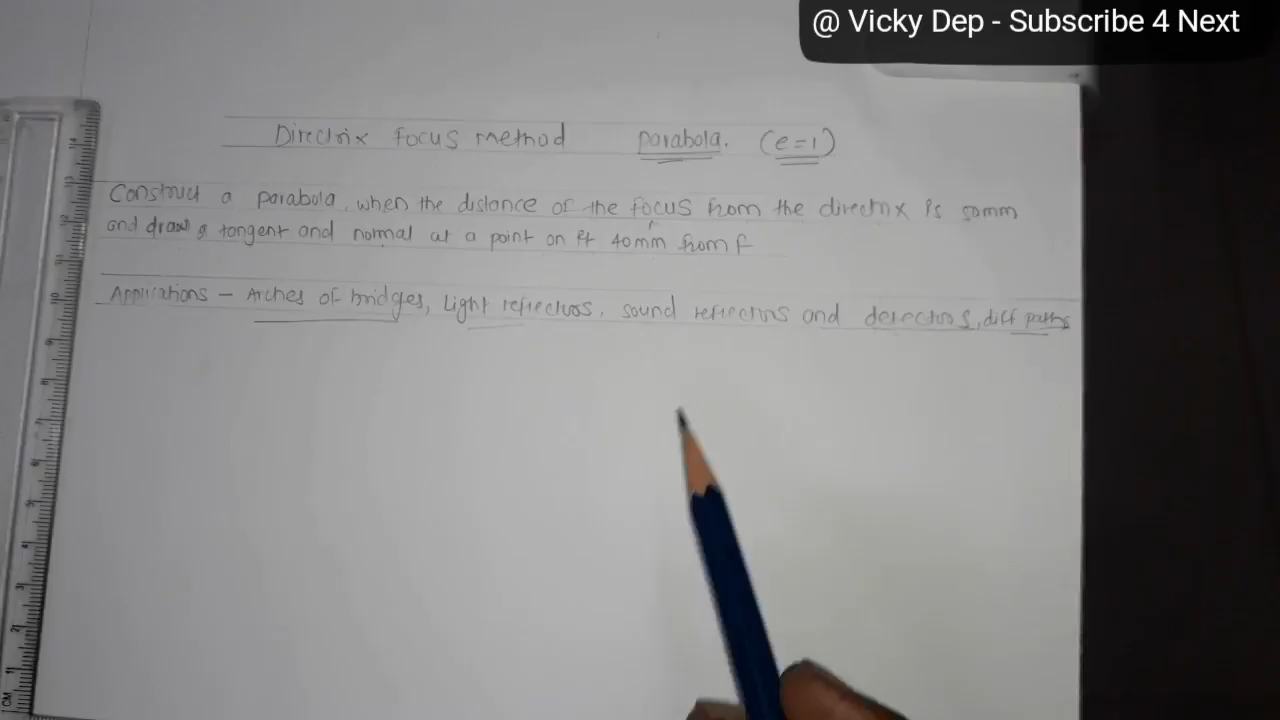 @ Vicky Dep - Subscribe 4 Next
Directrix Focus method parabola. (e=1)
Construct a parabola, when the distance of the focus from the directrix is 50mm
and draw a tangent and normal at a point on it 40mm from F
Applications - Arches of bridges, Light reflectors, sound reflectors and detectors, diff paths
CM